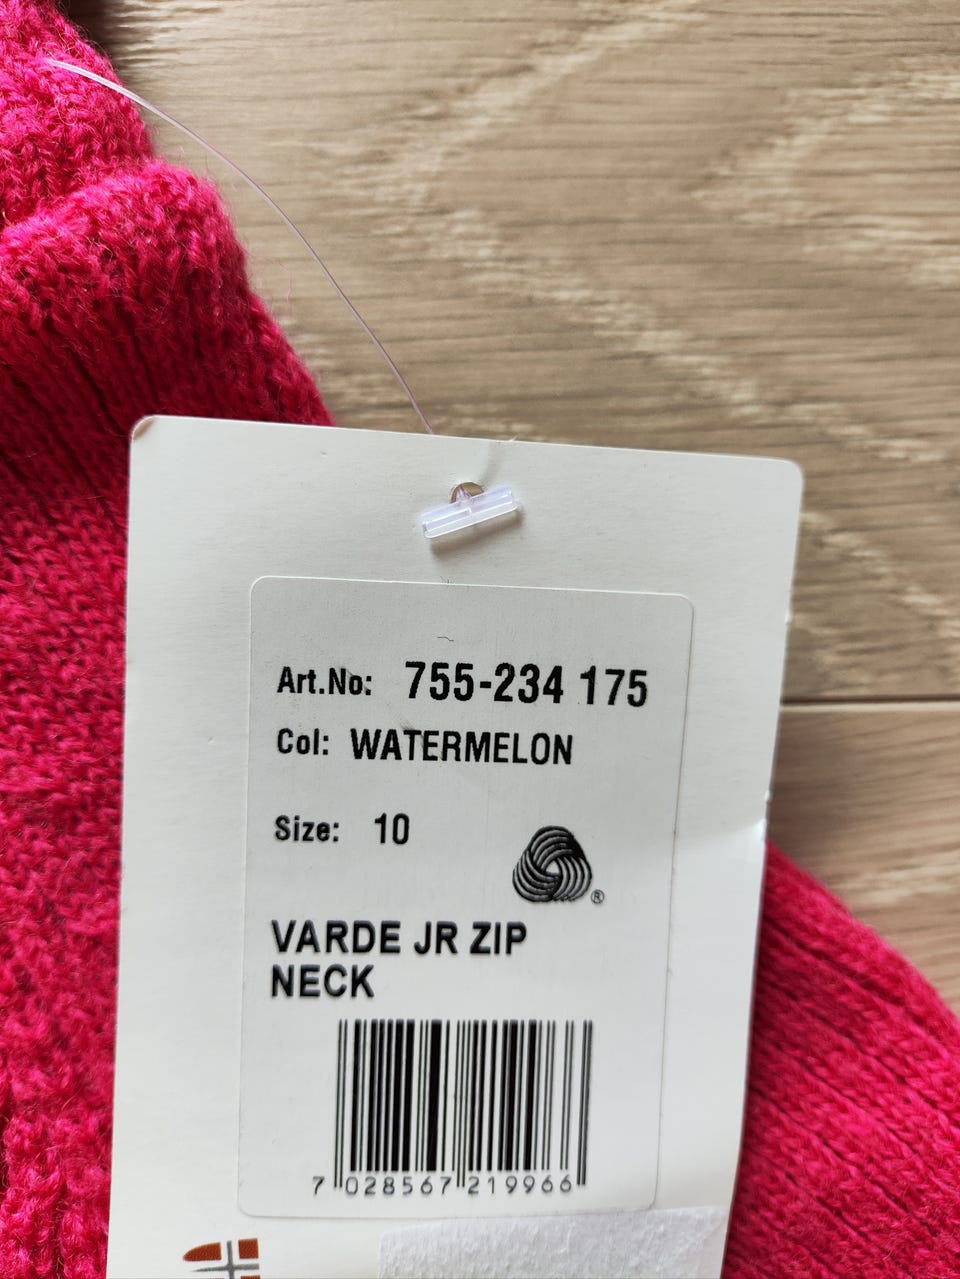 Art.No: 755-234 175
Col: WATERMELON
Size: 10
®
VARDE JR ZIP
NECK
7 028567 219966